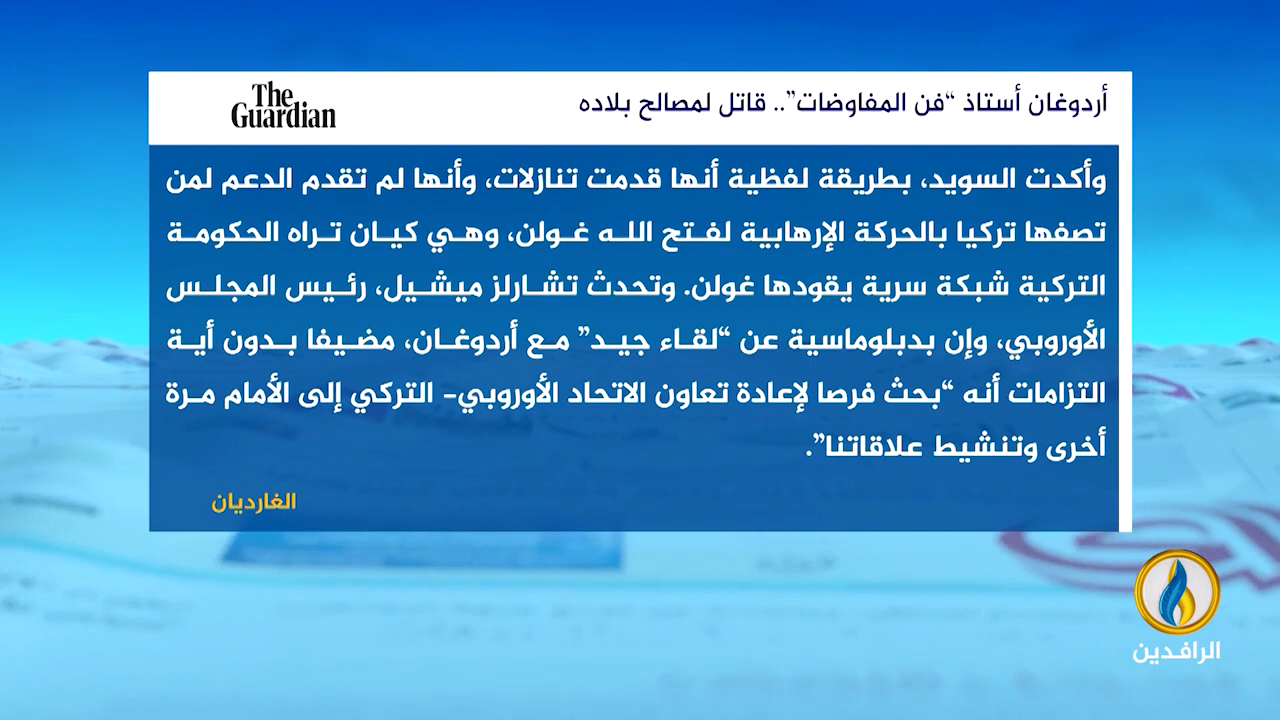 The
Guardian
أردوغان أستاذ “فن المفاوضات”.. قاتل لمصالح بلاده
وأكدت السويد، بطريقة لفظية أنها قدمت تنازلات، وأنها لم تقدم الدعم لمن
تصفها تركيا بالحركة الإرهابية لفتح الله غولن، وهي كيان تراه الحكومة
التركية شبكة سرية يقودها غولن. وتحدث تشارلز ميشيل، رئيس المجلس
الأوروبي، وإن بدبلوماسية عن “لقاء جيد” مع أردوغان، مضيفا بدون أية
التزامات أنه “بحث فرصا لإعادة تعاون الاتحاد الأوروبي- التركي إلى الأمام مرة
أخرى وتنشيط علاقاتنا”.
الغارديان
الرافدين